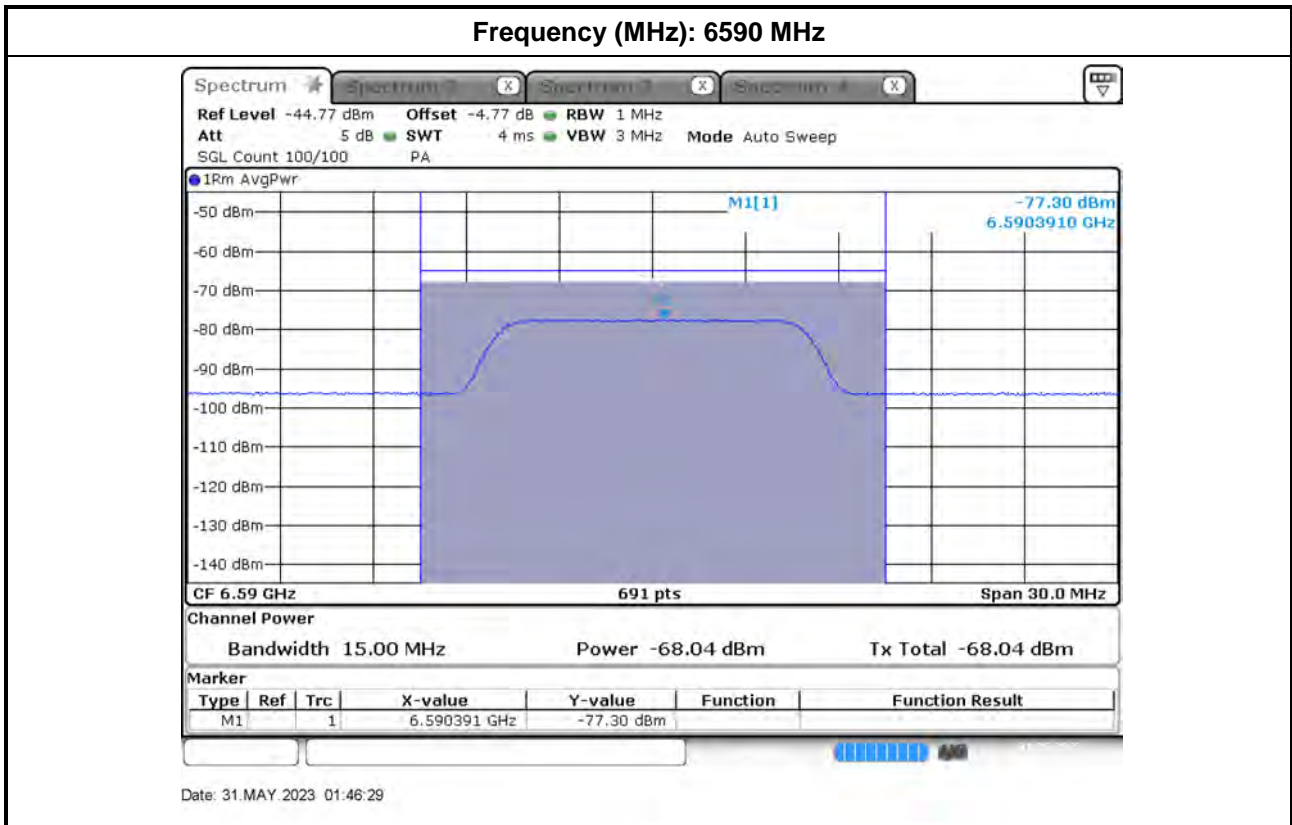 Frequency (MHz): 6590 MHz
Spectrum
Ref Level -44.77 dBm Offset -4.77 dB RBW 1 MHz
Att 5 dB SWT 4 ms VBW 3 MHz Mode Auto Sweep
SGL Count 100/100 PA
1Rm AvgPwr
M1[1] -77.30 dBm
6.5903910 GHz
-50 dBm
-60 dBm
-70 dBm
-80 dBm
-90 dBm
-100 dBm
-110 dBm
-120 dBm
-130 dBm
-140 dBm
CF 6.59 GHz 691 pts Span 30.0 MHz
Channel Power
Bandwidth 15.00 MHz Power -68.04 dBm Tx Total -68.04 dBm
Marker
Type Ref Trc X-value Y-value Function Function Result
M1 1 6.590391 GHz -77.30 dBm
Date: 31.MAY.2023 01:46:29